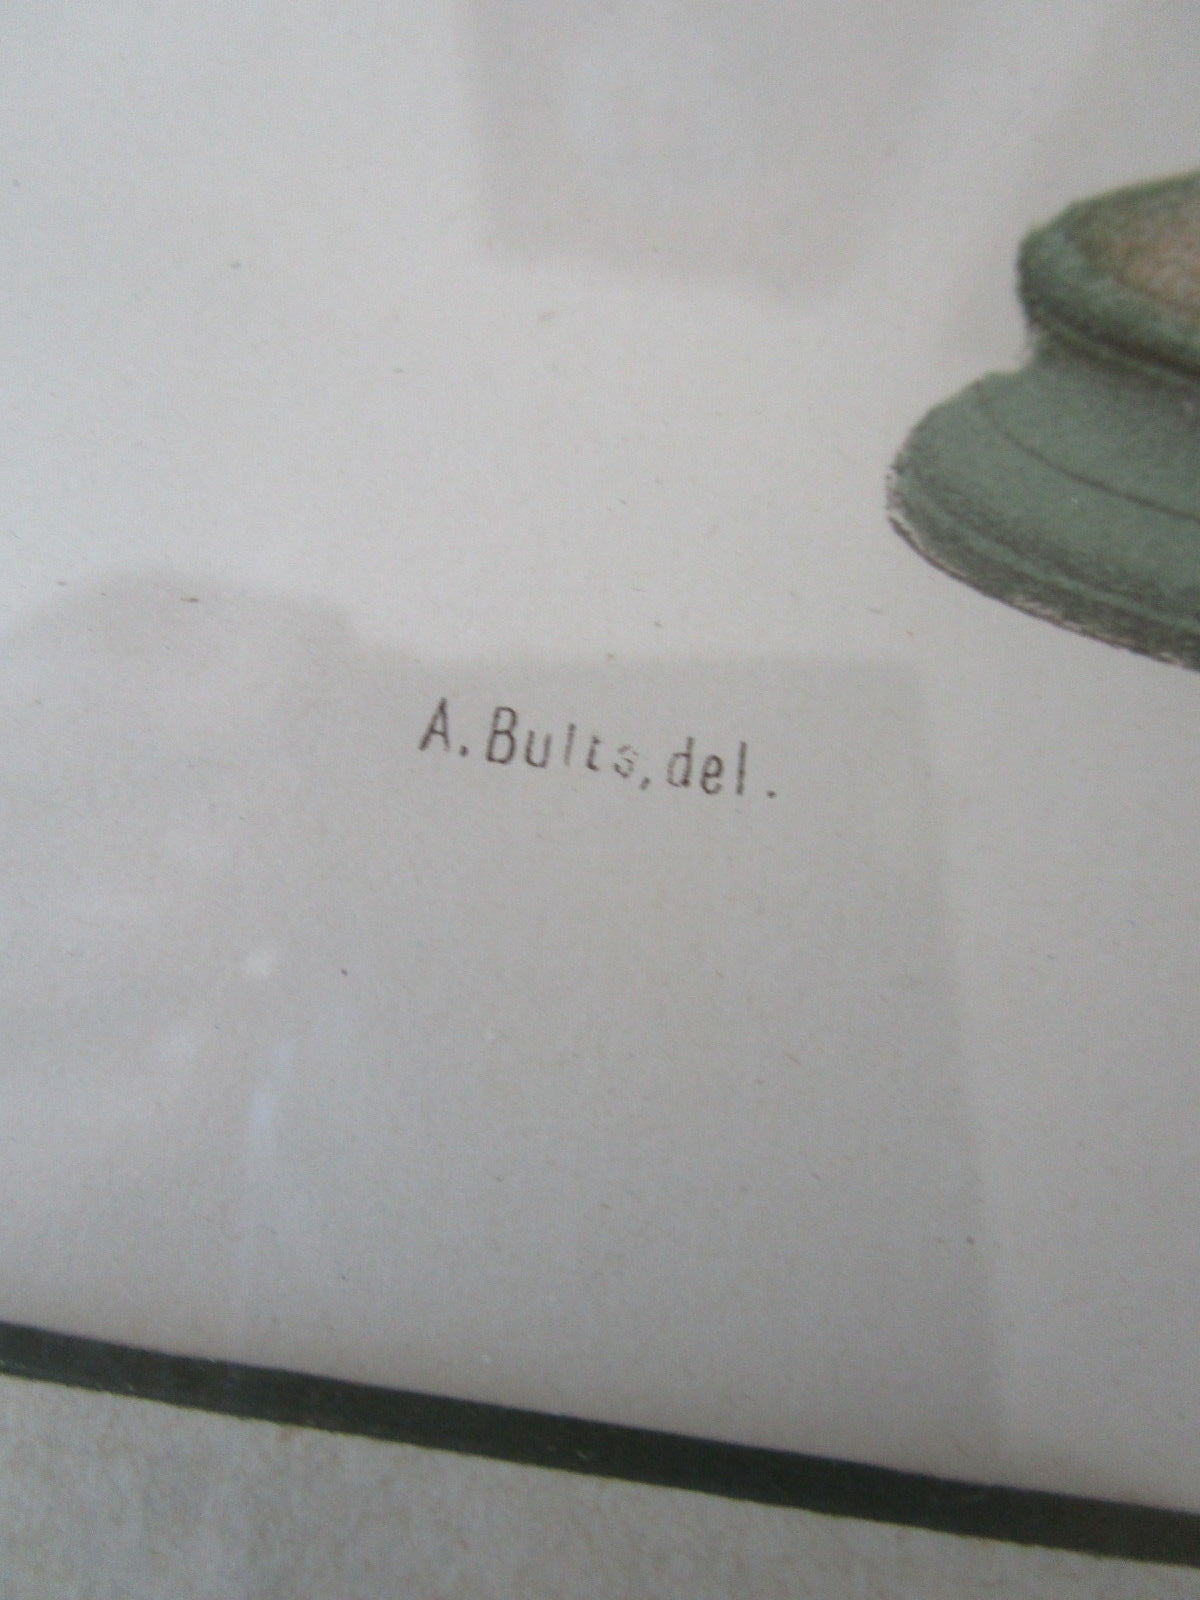 A. Bults, del.